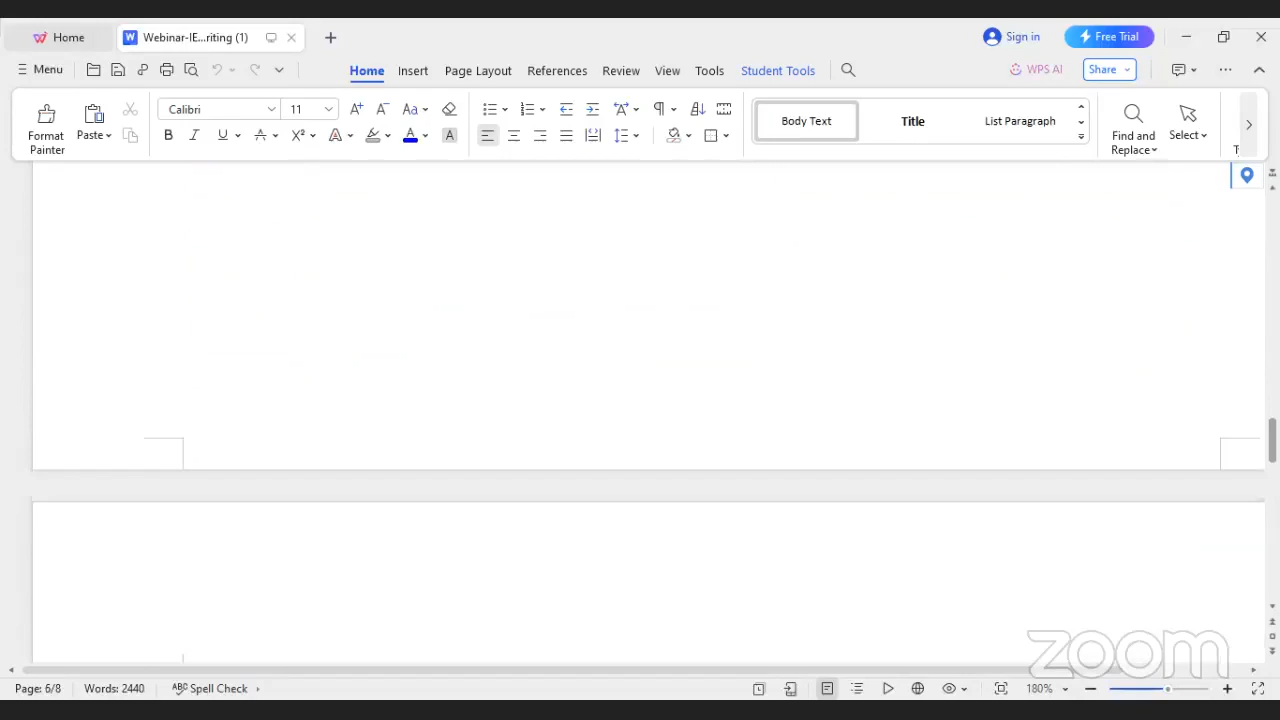 Home
Webinar-IE...riting (1)
Sign in
Free Trial
Menu
Home
Insert
Page Layout
References
Review
View
Tools
Student Tools
WPS AI
Share
Format
Painter
Paste
Calibri
11
Body Text
Title
List Paragraph
Find and
Replace
Select
zoom
Page: 6/8
Words: 2440
Spell Check
180%